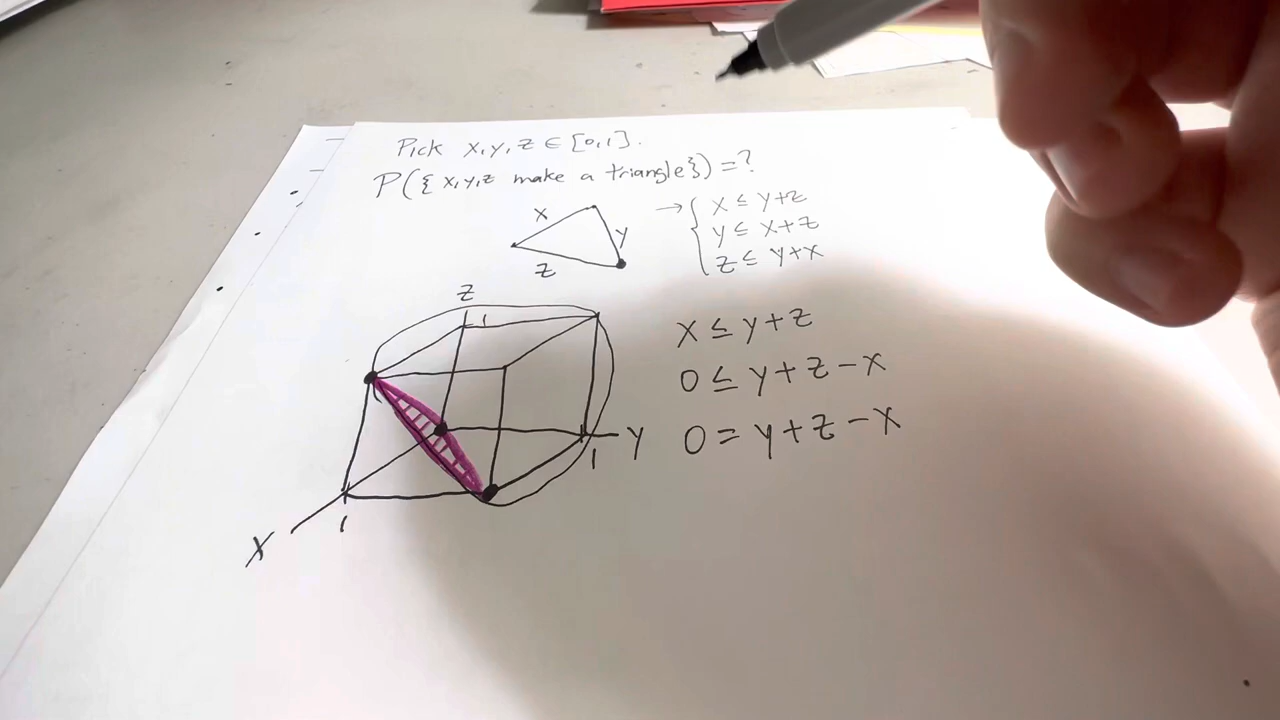 Pick x,y,z ∈ [0,1].
P({x,y,z make a triangle})=?
x
y
z
→ { x ≤ y+z
y ≤ x+z
z ≤ y+x
z
1
y
1
x
1
x ≤ y+z
0 ≤ y+z-x
0 = y+z-x